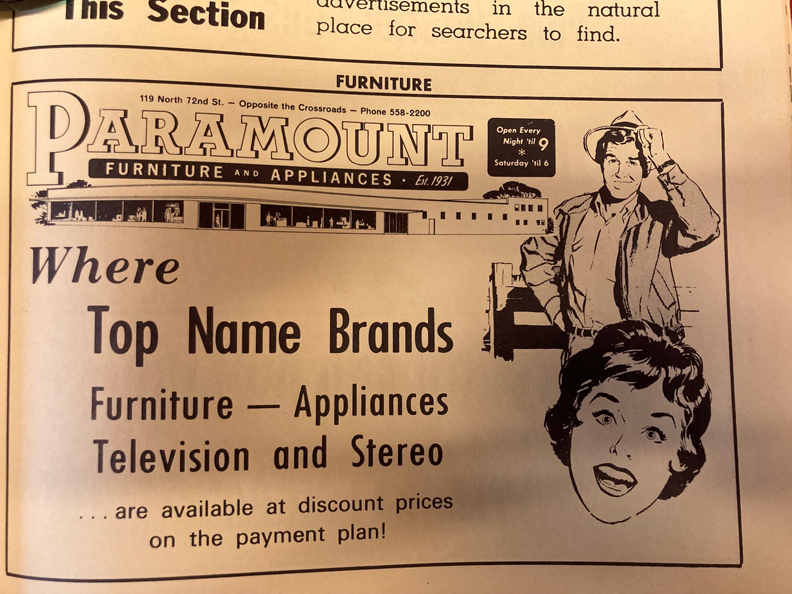 This Section
advertisements in the natural
place for searchers to find.
FURNITURE
119 North 72nd St. — Opposite the Crossroads — Phone 558-2200
PARAMOUNT
FURNITURE AND APPLIANCES · Est. 1931
Open Every
Night 'til 9
*
Saturday 'til 6
Where
Top Name Brands
Furniture — Appliances
Television and Stereo
...are available at discount prices
on the payment plan!